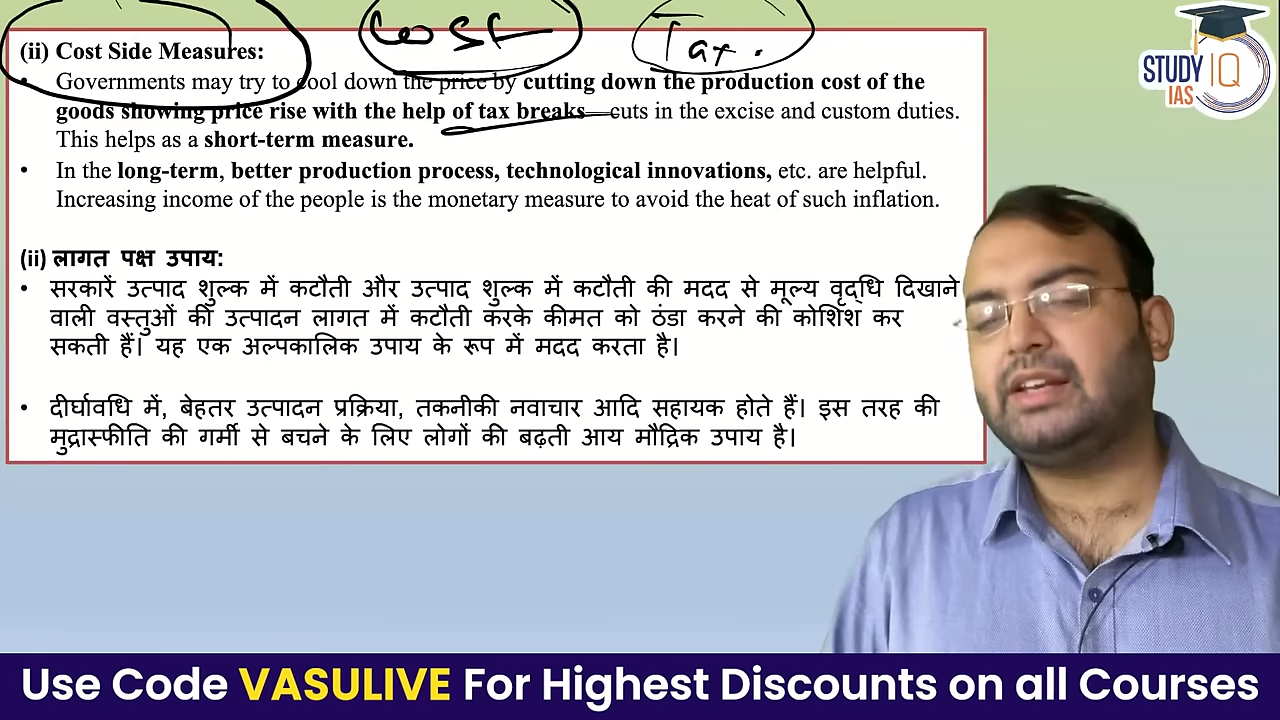 Cost
Tax.
STUDY IQ
IAS
(ii) Cost Side Measures:
• Governments may try to cool down the price by cutting down the production cost of the
goods showing price rise with the help of tax breaks—cuts in the excise and custom duties.
This helps as a short-term measure.
• In the long-term, better production process, technological innovations, etc. are helpful.
Increasing income of the people is the monetary measure to avoid the heat of such inflation.
(ii) लागत पक्ष उपाय:
• सरकारें उत्पाद शुल्क में कटौती और उत्पाद शुल्क में कटौती की मदद से मूल्य वृद्धि दिखाने
वाली वस्तुओं की उत्पादन लागत में कटौती करके कीमत को ठंडा करने की कोशिश कर
सकती हैं। यह एक अल्पकालिक उपाय के रूप में मदद करता है।
• दीर्घावधि में, बेहतर उत्पादन प्रक्रिया, तकनीकी नवाचार आदि सहायक होते हैं। इस तरह की
मुद्रास्फीति की गर्मी से बचने के लिए लोगों की बढ़ती आय मौद्रिक उपाय है।
Use Code VASULIVE For Highest Discounts on all Courses